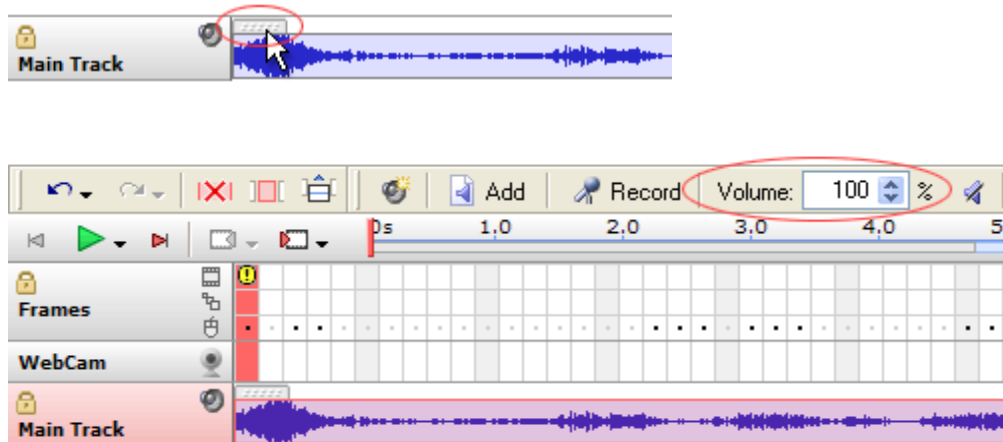 Main Track
Add Record Volume: 100 %
0s 1.0 2.0 3.0 4.0 5
Frames
WebCam
Main Track